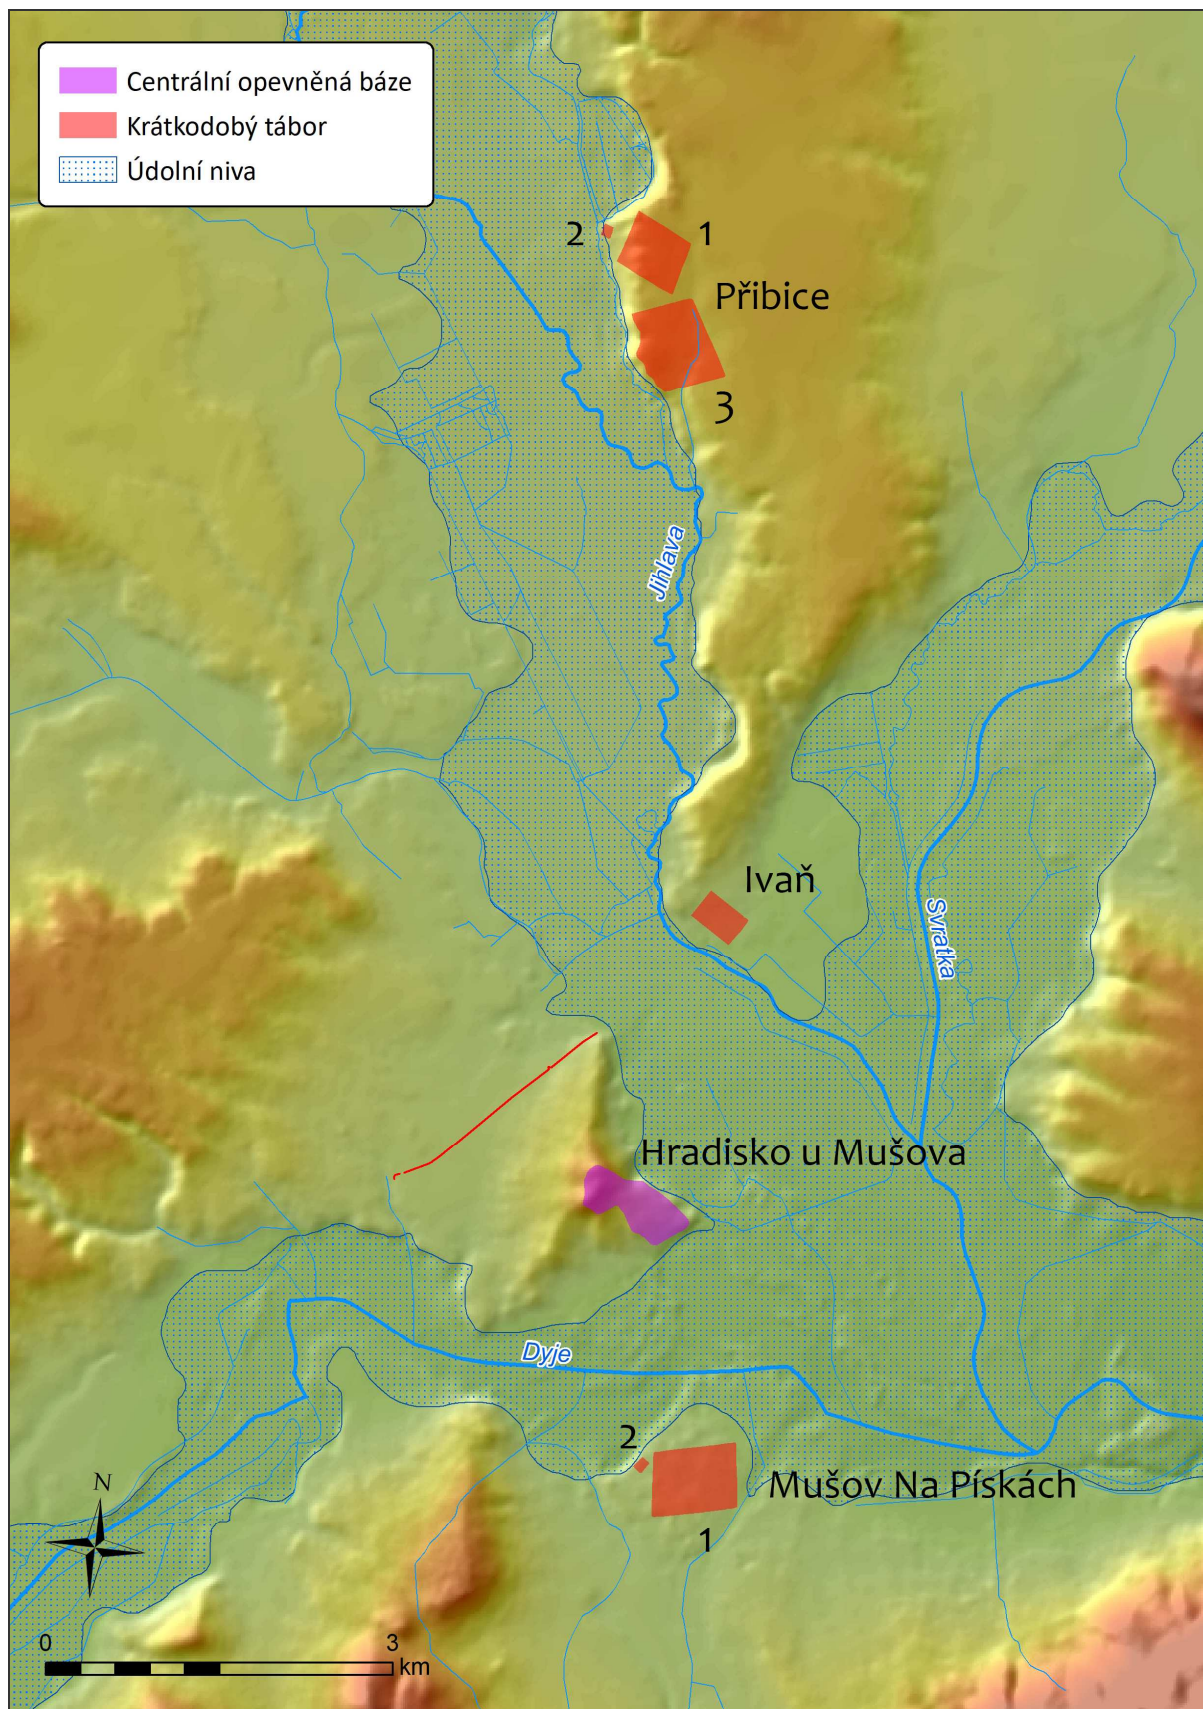 Centrální opevněná báze
Krátkodobý tábor
Údolní niva
2
1
Přibice
3
Jihlava
Ivaň
Svratka
Hradisko u Mušova
Dyje
2
Mušov Na Pískách
1
N
0
3
km